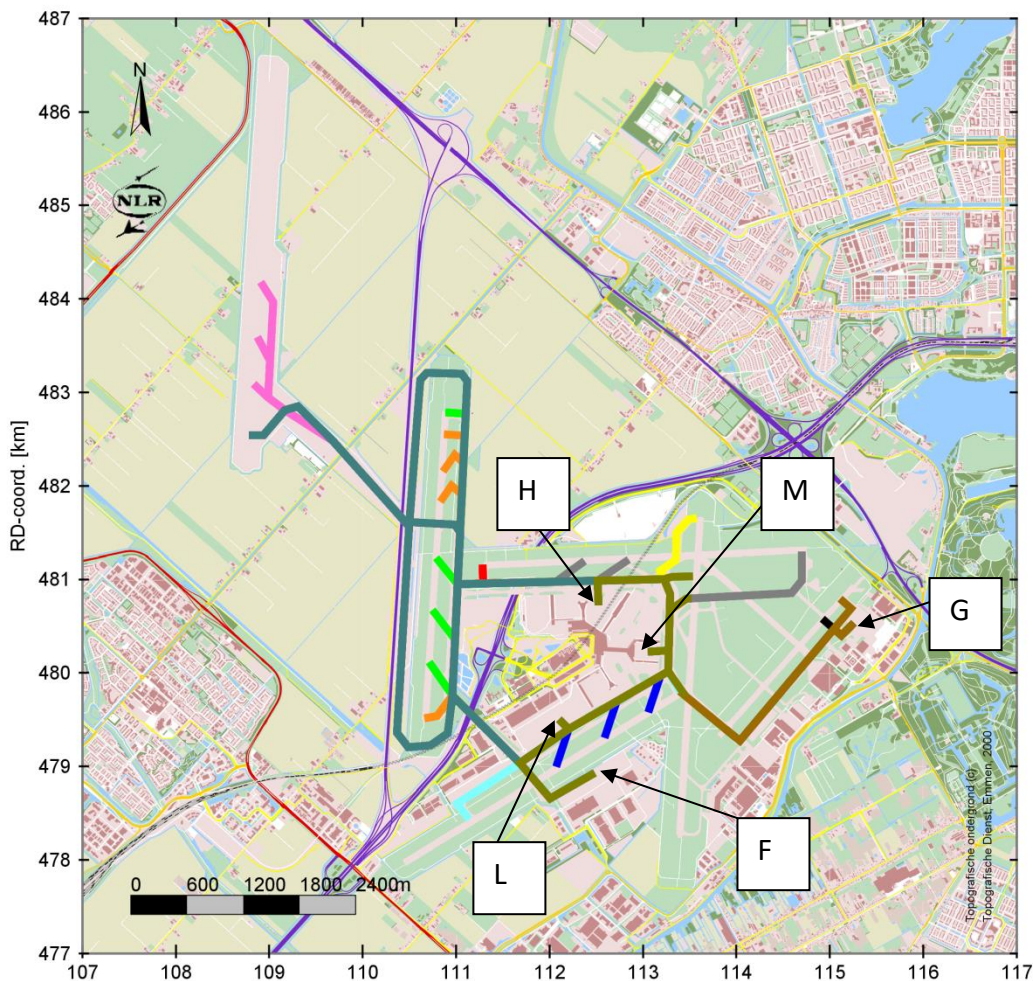 487
486
485
484
483
482
481
480
479
478
477
RD-coord. [km]
N
NLR
H
M
G
F
L
0 600 1200 1800 2400m
Topografische ondergrond (c)
Topografische Dienst, Emmen, 2000
107 108 109 110 111 112 113 114 115 116 117